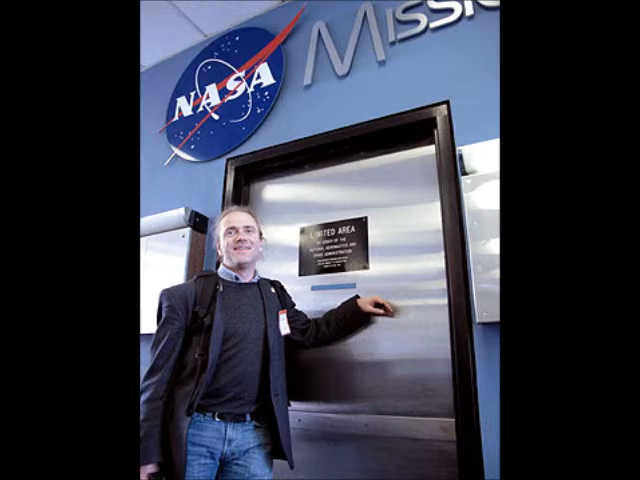 NASA
MISSI
LIMITED AREA
BY ORDER OF THE
NATIONAL AERONAUTICS AND
SPACE ADMINISTRATION